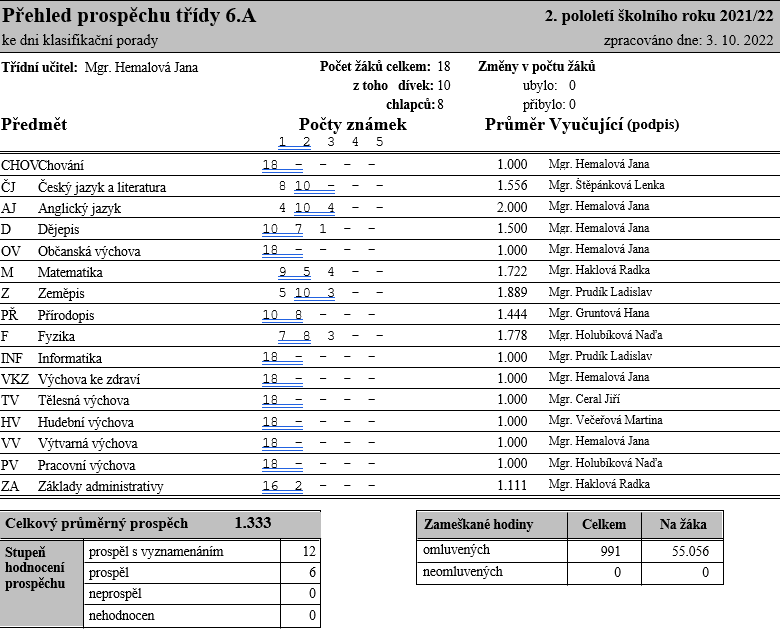 Přehled prospěchu třídy 6.A 2. pololetí školního roku 2021/22
ke dni klasifikační porady zpracováno dne: 3. 10. 2022
Třídní učitel: Mgr. Hemalová Jana Počet žáků celkem: 18 Změny v počtu žáků
z toho dívek: 10 ubylo: 0
chlapců: 8 přibylo: 0
Předmět Počty známek Průměr Vyučující (podpis)
1 2 3 4 5
CHOV Chování 18 – – – – 1.000 Mgr. Hemalová Jana
ČJ Český jazyk a literatura 8 10 – – – 1.556 Mgr. Štěpánková Lenka
AJ Anglický jazyk 4 10 4 – – 2.000 Mgr. Hemalová Jana
D Dějepis 10 7 1 – – 1.500 Mgr. Hemalová Jana
OV Občanská výchova 18 – – – – 1.000 Mgr. Hemalová Jana
M Matematika 9 5 4 – – 1.722 Mgr. Haklová Radka
Z Zeměpis 5 10 3 – – 1.889 Mgr. Prudík Ladislav
PŘ Přírodopis 10 8 – – – 1.444 Mgr. Gruntová Hana
F Fyzika 7 8 3 – – 1.778 Mgr. Holubíková Naďa
INF Informatika 18 – – – – 1.000 Mgr. Prudík Ladislav
VKZ Výchova ke zdraví 18 – – – – 1.000 Mgr. Hemalová Jana
TV Tělesná výchova 18 – – – – 1.000 Mgr. Ceral Jiří
HV Hudební výchova 18 – – – – 1.000 Mgr. Večeřová Martina
VV Výtvarná výchova 18 – – – – 1.000 Mgr. Hemalová Jana
PV Pracovní výchova 18 – – – – 1.000 Mgr. Holubíková Naďa
ZA Základy administrativy 16 2 – – – 1.111 Mgr. Haklová Radka
Celkový průměrný prospěch 1.333
Stupeň hodnocení prospěchu
prospěl s vyznamenáním 12
prospěl 6
neprospěl 0
nehodnocen 0
Zameškané hodiny Celkem Na žáka
omluvených 991 55.056
neomluvených 0 0